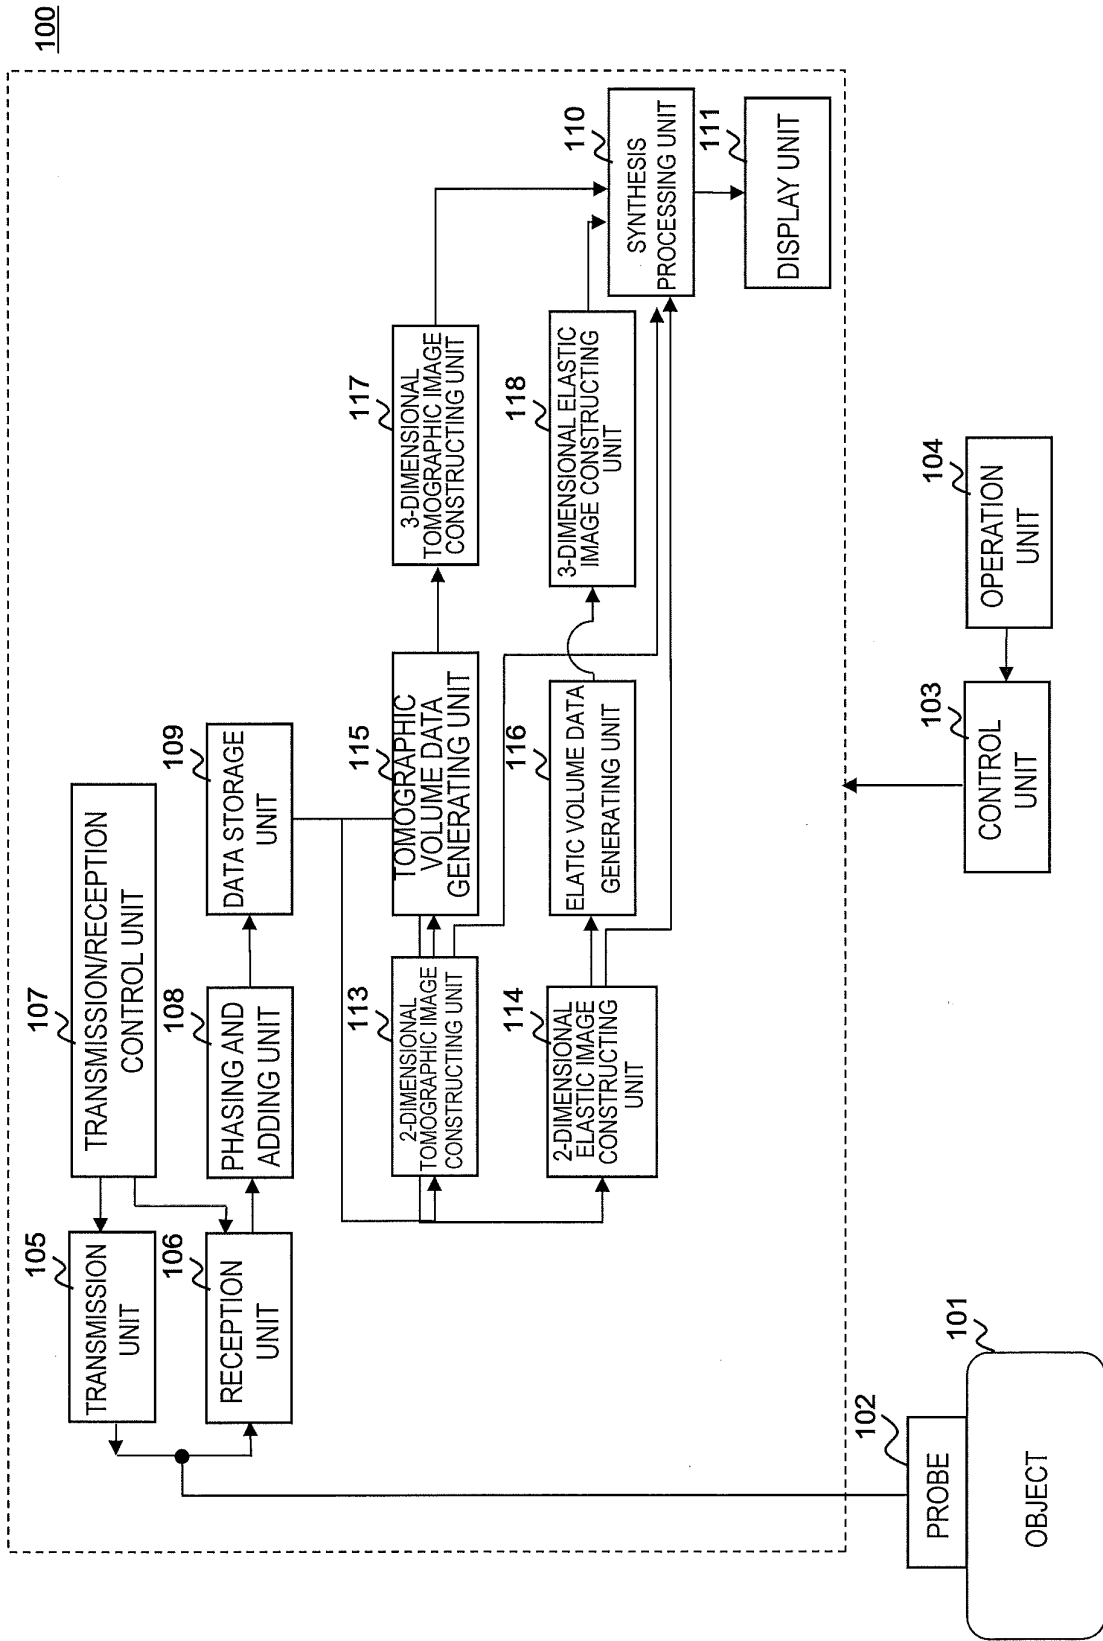 100
107
TRANSMISSION/RECEPTION
CONTROL UNIT
105
TRANSMISSION
UNIT
106
RECEPTION
UNIT
108
PHASING AND
ADDING UNIT
109
DATA STORAGE
UNIT
113
2-DIMENSIONAL
TOMOGRAPHIC IMAGE
CONSTRUCTING UNIT
115
TOMOGRAPHIC
VOLUME DATA
GENERATING UNIT
117
3-DIMENSIONAL
TOMOGRAPHIC IMAGE
CONSTRUCTING UNIT
114
2-DIMENSIONAL
ELASTIC IMAGE
CONSTRUCTING
UNIT
116
ELATIC VOLUME DATA
GENERATING UNIT
118
3-DIMENSIONAL ELASTIC
IMAGE CONSTRUCTING
UNIT
110
SYNTHESIS
PROCESSING UNIT
111
DISPLAY UNIT
102
PROBE
101
OBJECT
103
CONTROL
UNIT
104
OPERATION
UNIT